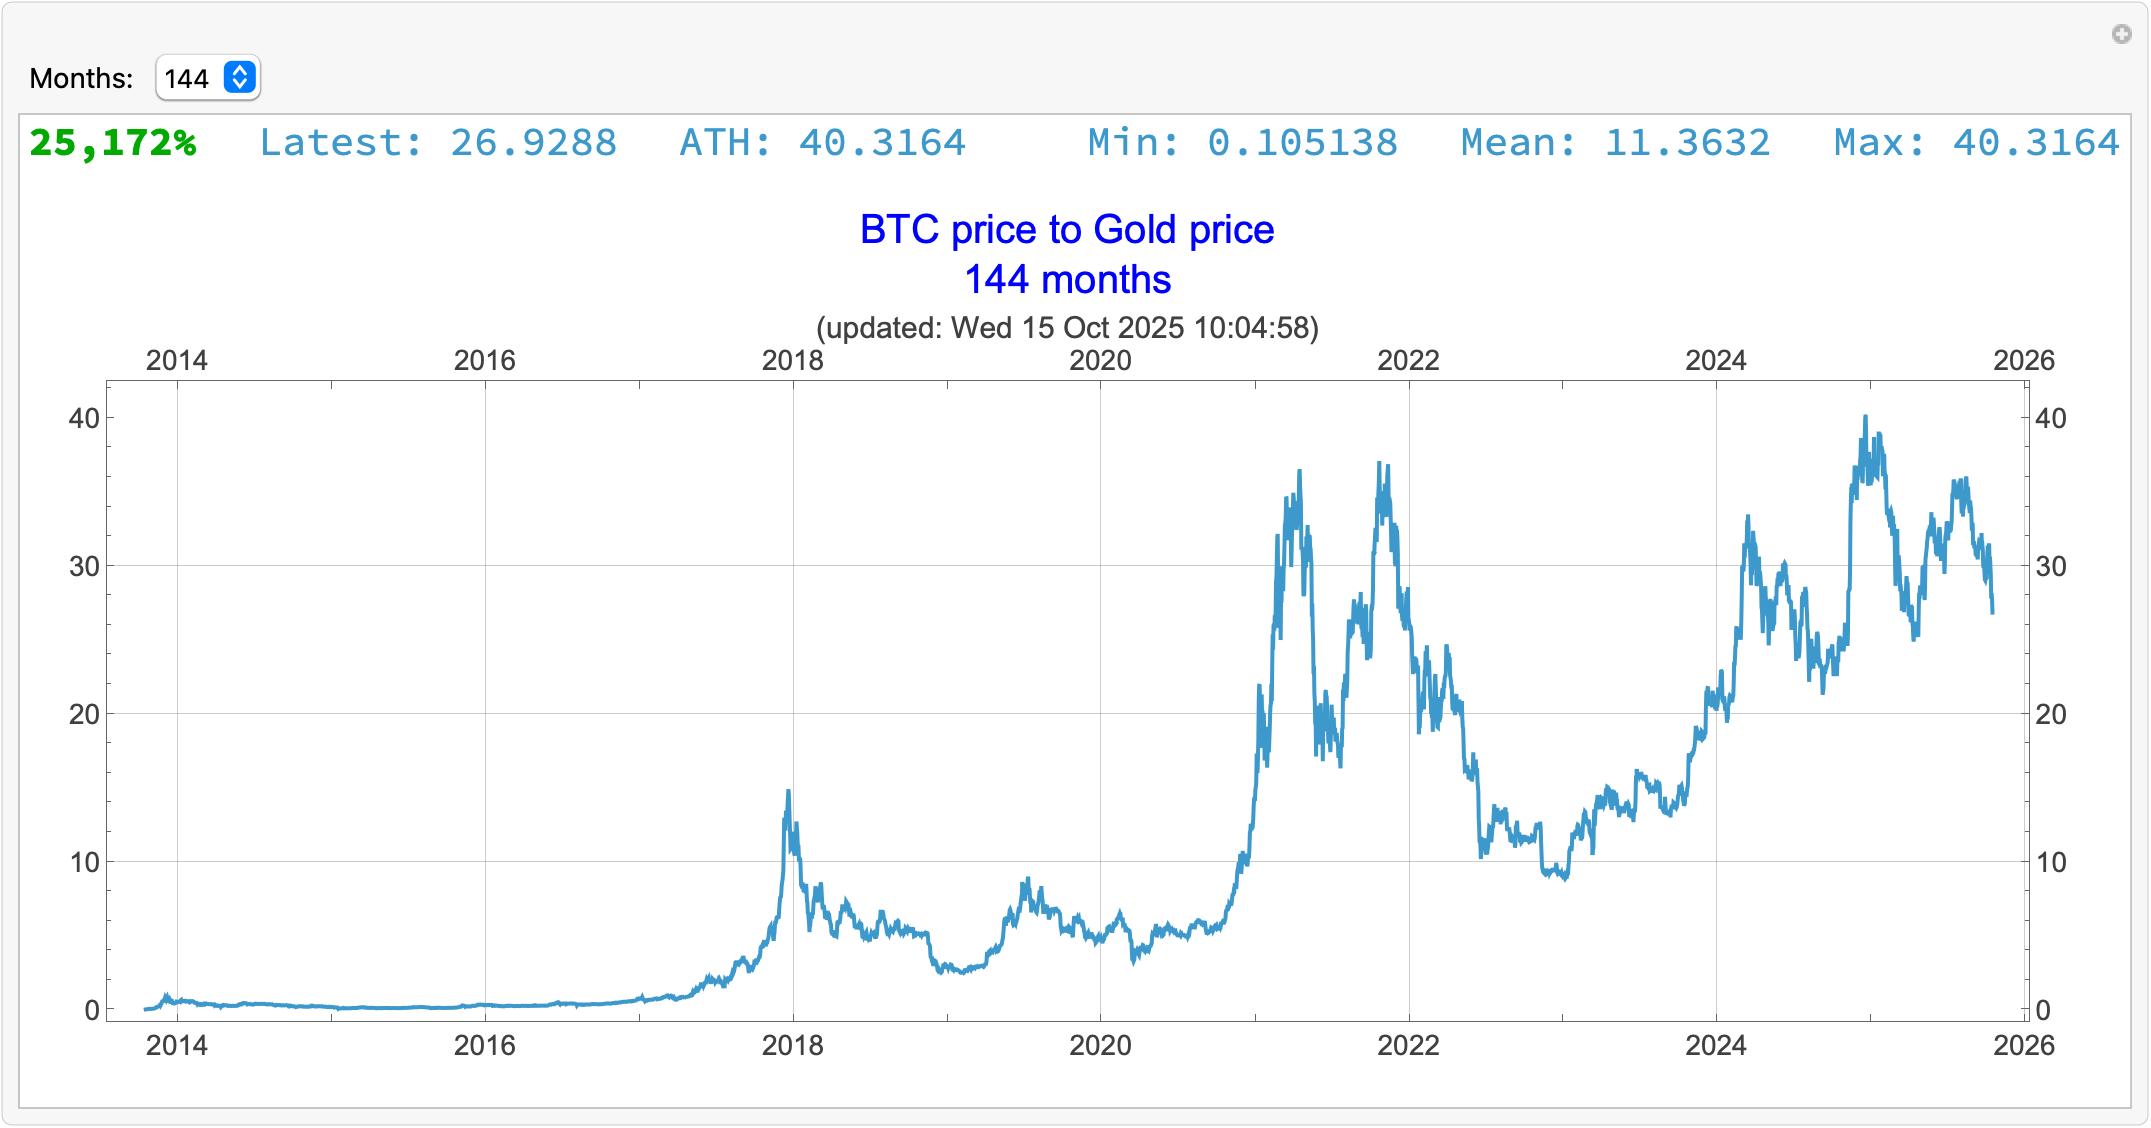 Months: 144
25,172% Latest: 26.9288 ATH: 40.3164 Min: 0.105138 Mean: 11.3632 Max: 40.3164
BTC price to Gold price
144 months
(updated: Wed 15 Oct 2025 10:04:58)
2014 2016 2018 2020 2022 2024 2026
40 40
30 30
20 20
10 10
0 0
2014 2016 2018 2020 2022 2024 2026